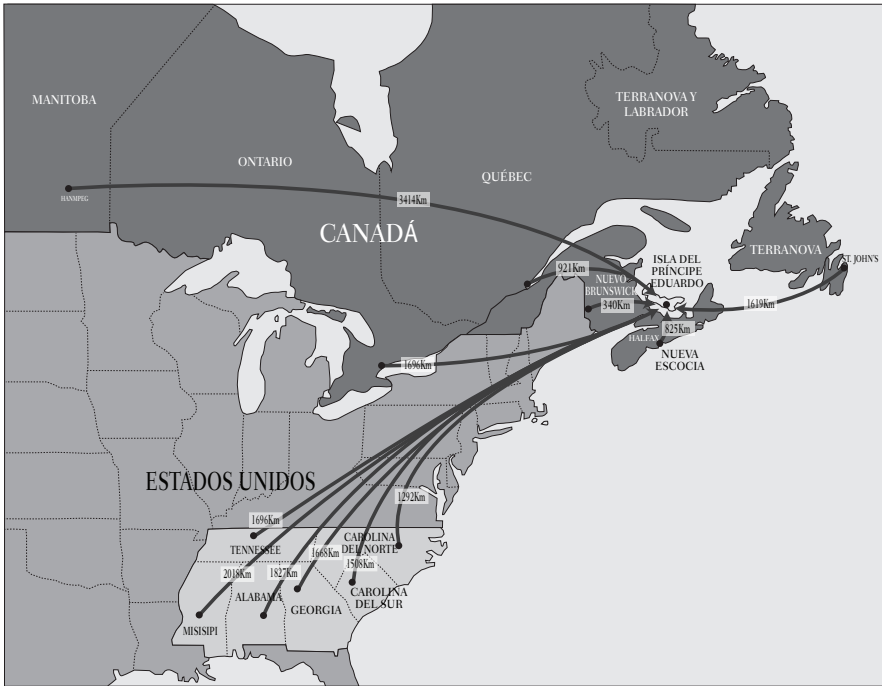 MANITOBA
TERRANOVA Y
LABRADOR
ONTARIO
QUÉBEC
HANMPEG
3414Km
CANADÁ
TERRANOVA
ST. JOHN'S
ISLA DEL
PRÍNCIPE
EDUARDO
921Km
NUEVO
BRUNSWICK
340Km
1619Km
825Km
HALIFAX
NUEVA
ESCOCIA
1696Km
ESTADOS UNIDOS
1292Km
1696Km
TENNESSEE
CAROLINA
DEL NORTE
1668Km
1508Km
2018Km
1827Km
ALABAMA
GEORGIA
CAROLINA
DEL SUR
MISISIPI